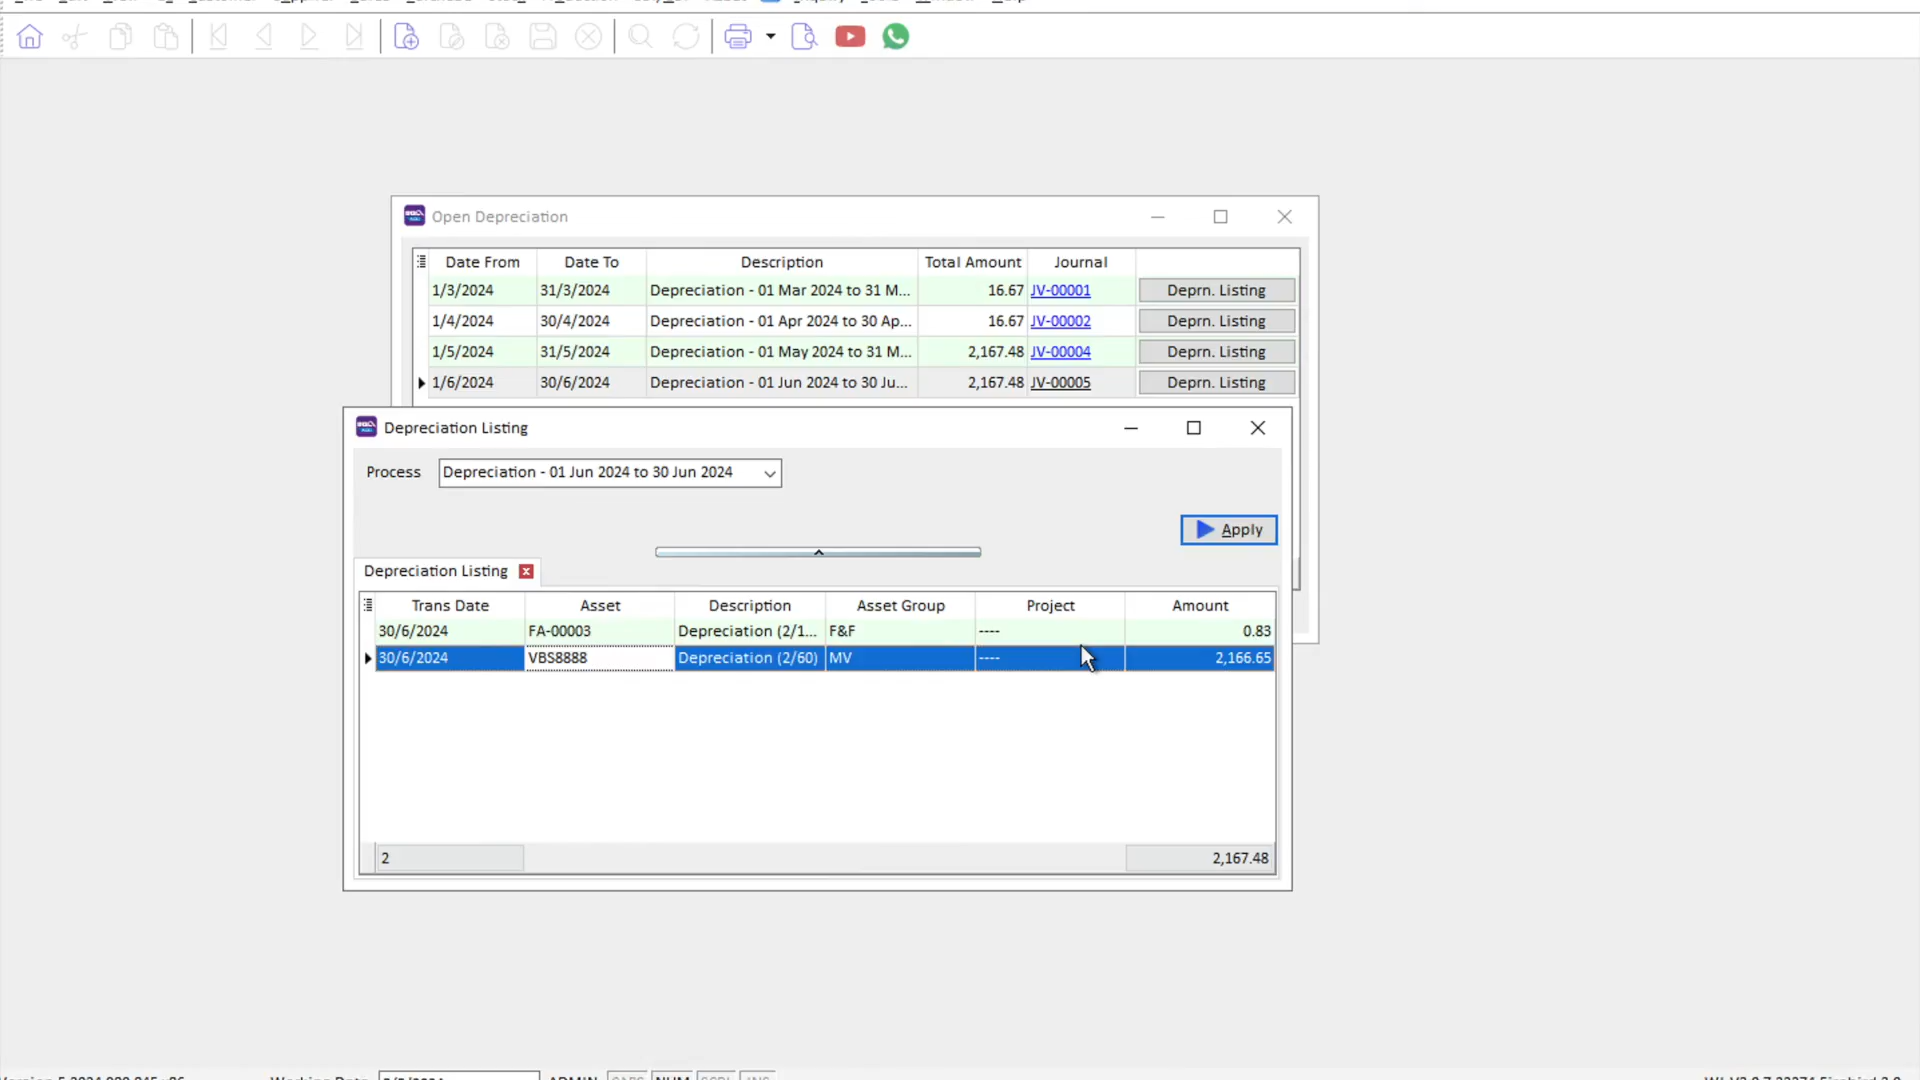 Open Depreciation
Date From Date To Description Total Amount Journal
1/3/2024 31/3/2024 Depreciation - 01 Mar 2024 to 31 M... 16.67 JV-00001 Deprn. Listing
1/4/2024 30/4/2024 Depreciation - 01 Apr 2024 to 30 Ap... 16.67 JV-00002 Deprn. Listing
1/5/2024 31/5/2024 Depreciation - 01 May 2024 to 31 M... 2,167.48 JV-00004 Deprn. Listing
1/6/2024 30/6/2024 Depreciation - 01 Jun 2024 to 30 Ju... 2,167.48 JV-00005 Deprn. Listing
Depreciation Listing
Process Depreciation - 01 Jun 2024 to 30 Jun 2024
Apply
Depreciation Listing
Trans Date Asset Description Asset Group Project Amount
30/6/2024 FA-00003 Depreciation (2/1... F&F ---- 0.83
30/6/2024 VBS8888 Depreciation (2/60) MV ---- 2,166.65
2 2,167.48